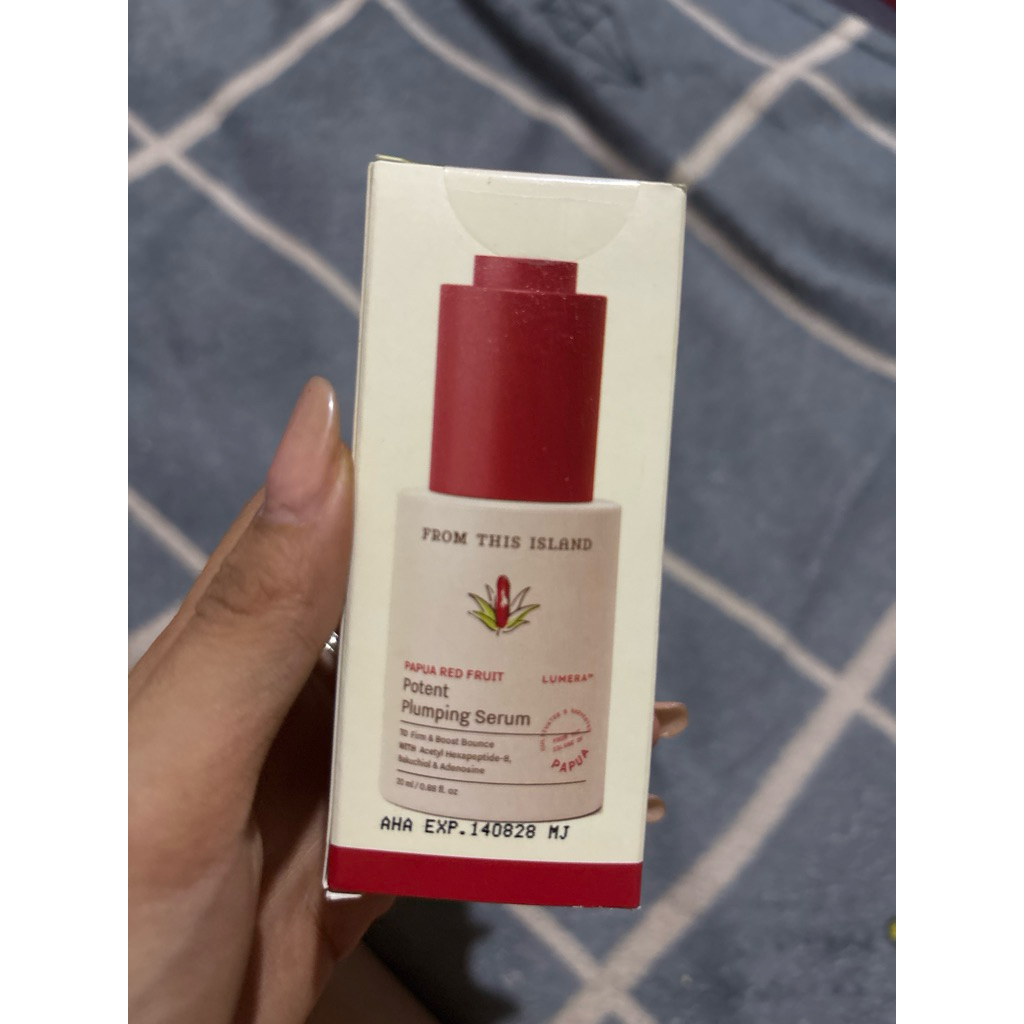 FROM THIS ISLAND
PAPUA RED FRUIT
LUMERA™
Potent
Plumping Serum
TO Firm & Boost Bounce
WITH Acetyl Hexapeptide-8,
Bakuchiol & Adenosine
20 ml / 0.68 fl. oz
PAPUA
AHA EXP.140828 MJ